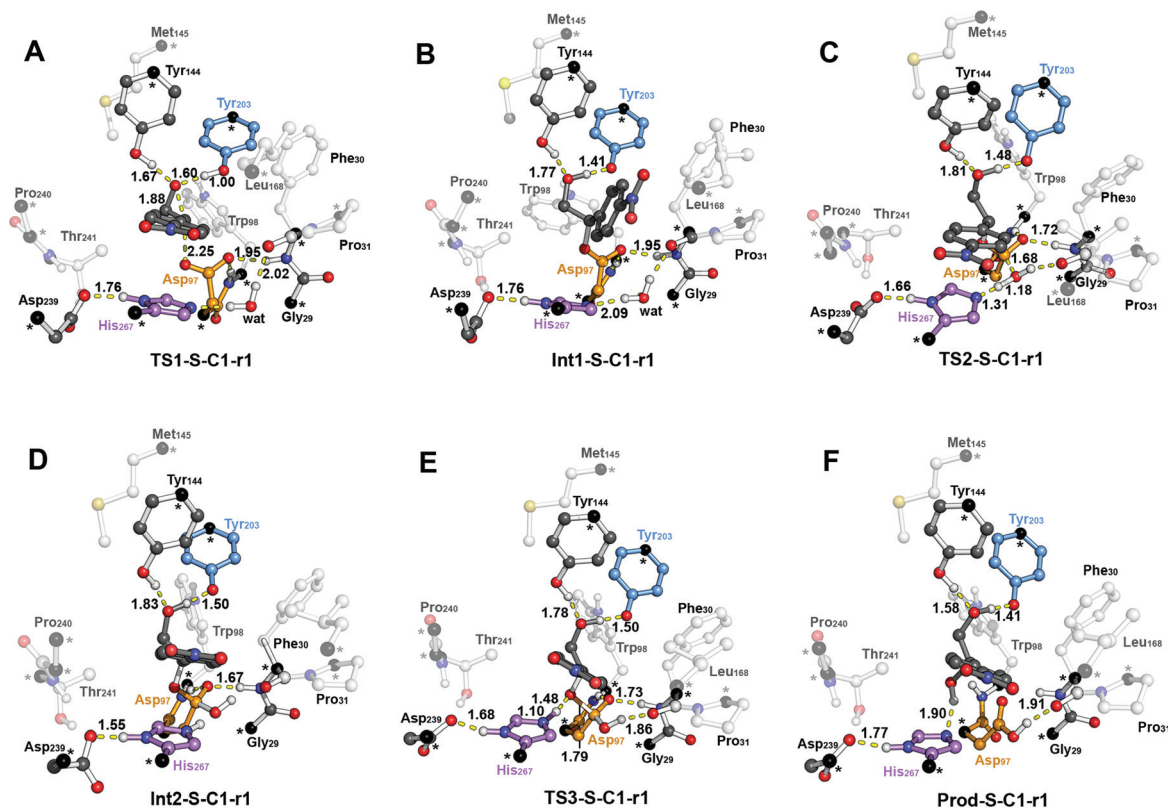 A
Met145
*
Tyr144
*
Tyr203
*
1.67
1.60
1.00
Phe30
Leu168
Pro240
1.88
Trp98
Thr241
2.25
1.95
Pro31
Asp97
2.02
Asp239
1.76
His267
wat
Gly29
TS1-S-C1-r1
B
Met145
*
Tyr144
*
Tyr203
*
Phe30
1.77
1.41
Pro240
Trp98
Leu168
Thr241
1.95
Pro31
Asp97
Asp239
1.76
His267
2.09
wat
Gly29
Int1-S-C1-r1
C
Met145
*
Tyr144
*
Tyr203
*
1.48
1.81
Trp98
Phe30
Pro240
Thr241
1.72
Asp97
1.68
Asp239
1.66
1.18
Gly29
1.31
Leu168
His267
Pro31
TS2-S-C1-r1
D
Met145
*
Tyr144
*
Tyr203
*
1.83
1.50
Pro240
Trp98
Phe30
Thr241
1.67
Asp97
Pro31
1.55
Gly29
Asp239
His267
Int2-S-C1-r1
E
Met145
*
Tyr144
*
Tyr203
*
Phe30
1.78
1.50
Pro240
Trp98
Thr241
Leu168
1.48
1.73
1.10
1.68
1.86
Asp239
Asp97
Gly29
Pro31
His267
1.79
TS3-S-C1-r1
F
Met145
*
Tyr144
*
Tyr203
*
1.58
1.41
Phe30
Pro240
Trp98
Leu168
Thr241
1.90
1.91
Pro31
Asp239
1.77
Gly29
His267
Asp97
Prod-S-C1-r1